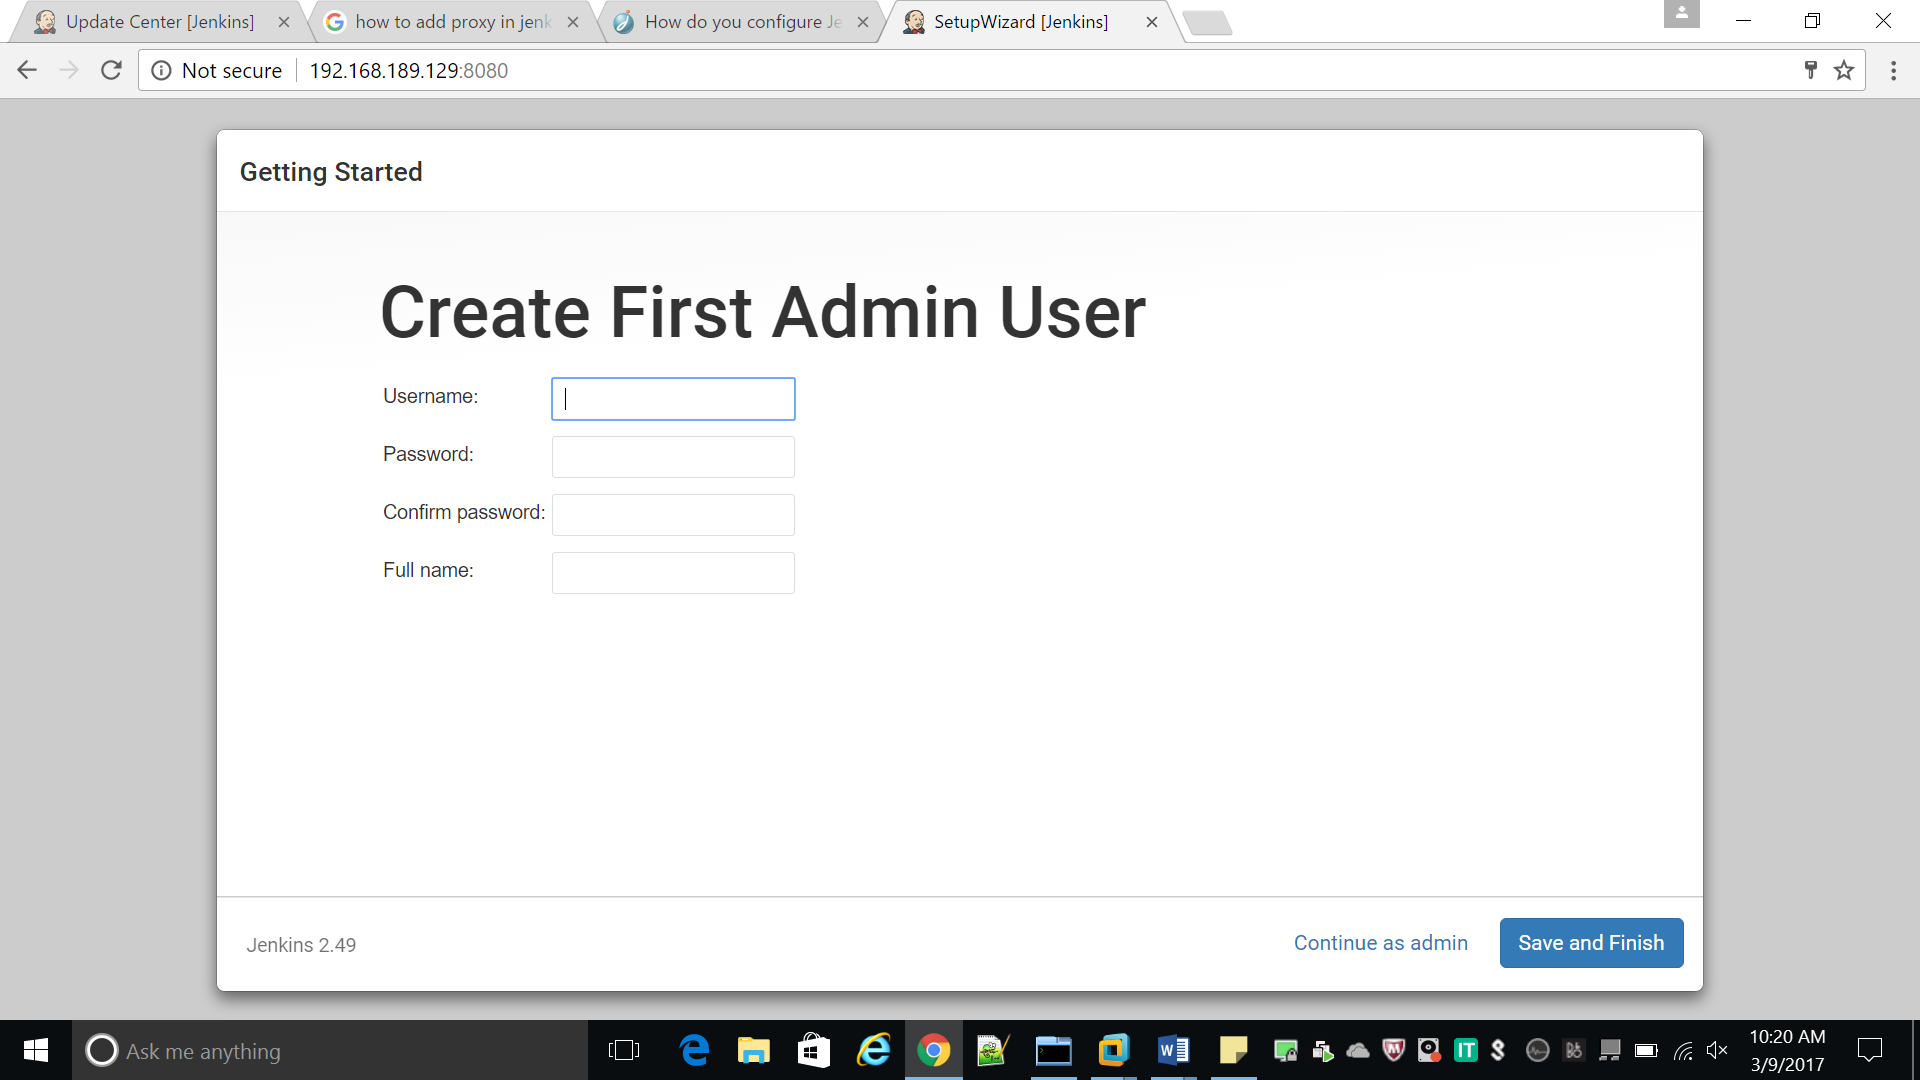 Update Center [Jenkins]
how to add proxy in jenk
How do you configure Je
SetupWizard [Jenkins]
Not secure
192.168.189.129:8080
Getting Started
Create First Admin User
Username:
Password:
Confirm password:
Full name:
Jenkins 2.49
Continue as admin
Save and Finish
Ask me anything
IT
10:20 AM
3/9/2017